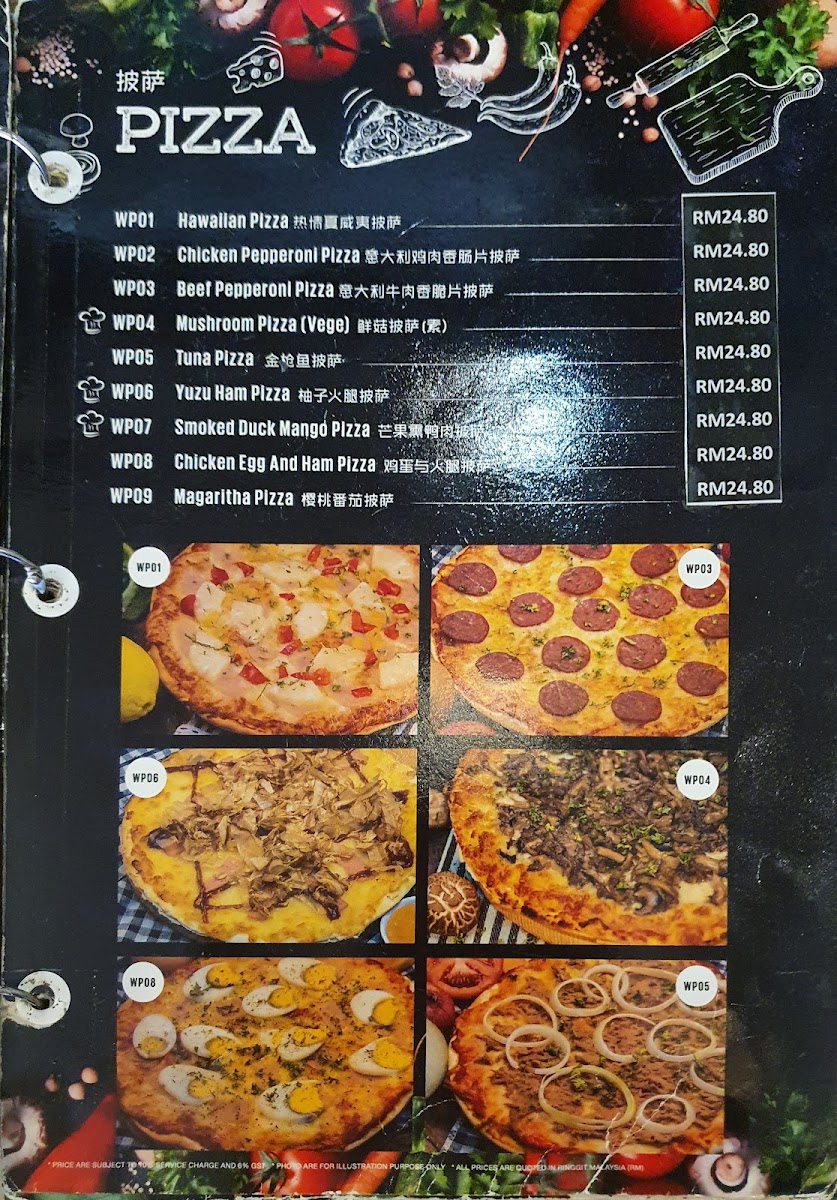 披萨
PIZZA
WP01 Hawaiian Pizza 热情夏威夷披萨 RM24.80
WP02 Chicken Pepperoni Pizza 意大利鸡肉香肠片披萨 RM24.80
WP03 Beef Pepperoni Pizza 意大利牛肉香脆片披萨 RM24.80
WP04 Mushroom Pizza (Vege) 鲜菇披萨(素) RM24.80
WP05 Tuna Pizza 金枪鱼披萨 RM24.80
WP06 Yuzu Ham Pizza 柚子火腿披萨 RM24.80
WP07 Smoked Duck Mango Pizza 芒果熏鸭肉披萨 RM24.80
WP08 Chicken Egg And Ham Pizza 鸡蛋与火腿披萨 RM24.80
WP09 Magaritha Pizza 樱桃番茄披萨 RM24.80
WP01
WP03
WP06
WP04
WP08
WP05
* PRICE ARE SUBJECT TO 10% SERVICE CHARGE AND 6% GST * PHOTO ARE FOR ILLUSTRATION PURPOSE ONLY * ALL PRICES ARE QUOTED IN RINGGIT MALAYSIA (RM)